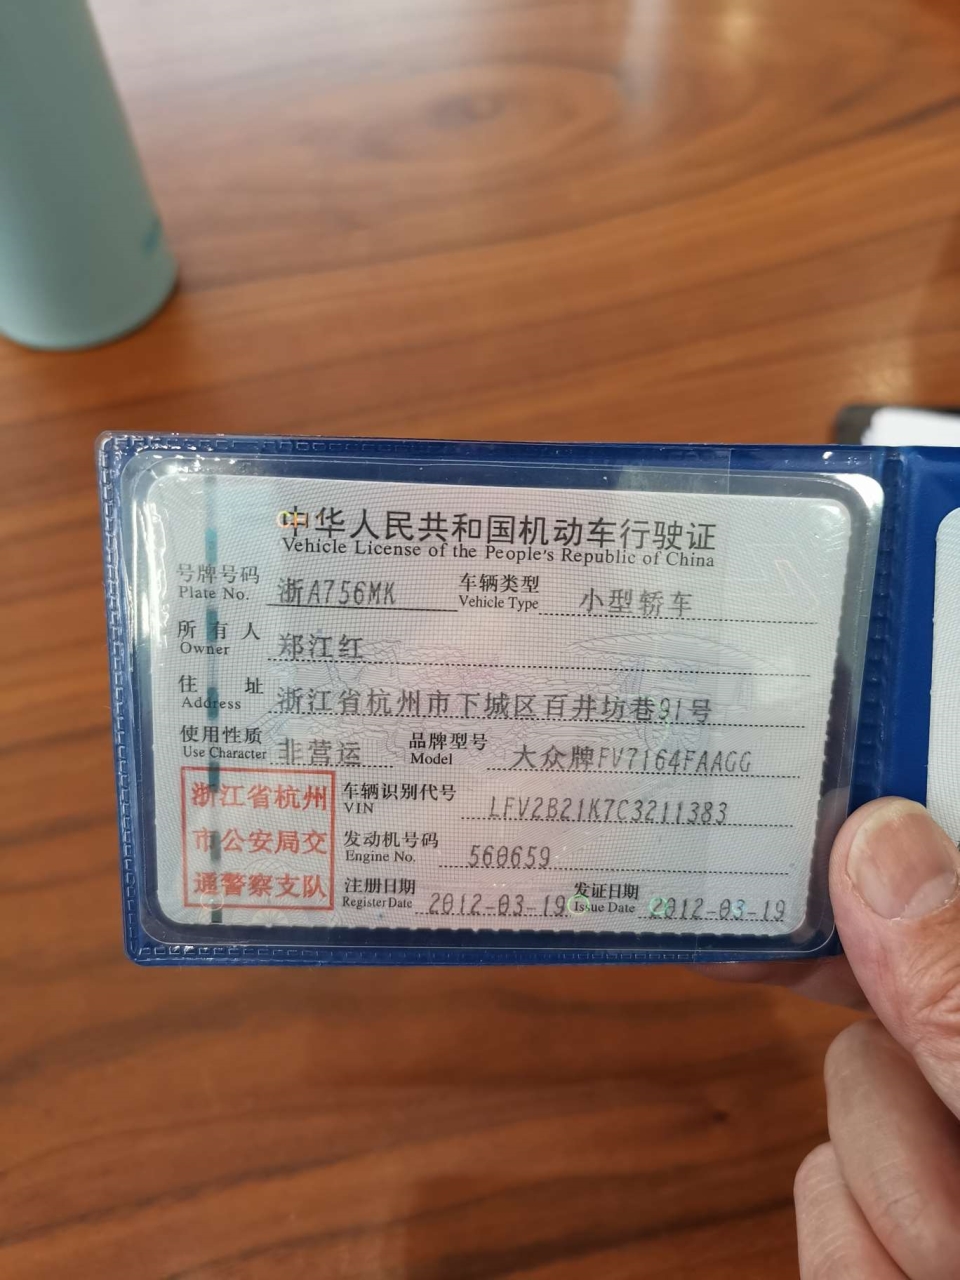 中华人民共和国机动车行驶证
Vehicle License of the People's Republic of China
号牌号码 浙A756MK 车辆类型 小型轿车
Plate No. Vehicle Type
所有人 郑江红
Owner
住址 浙江省杭州市下城区百井坊巷91号
Address
使用性质 非营运 品牌型号 大众牌FV7164FAAGG
Use Character Model
浙江省杭州
市公安局交
通警察支队
车辆识别代号 LFV2B21K7C3211383
VIN
发动机号码 560659
Engine No.
注册日期 2012-03-19 发证日期 2012-03-19
Register Date Issue Date